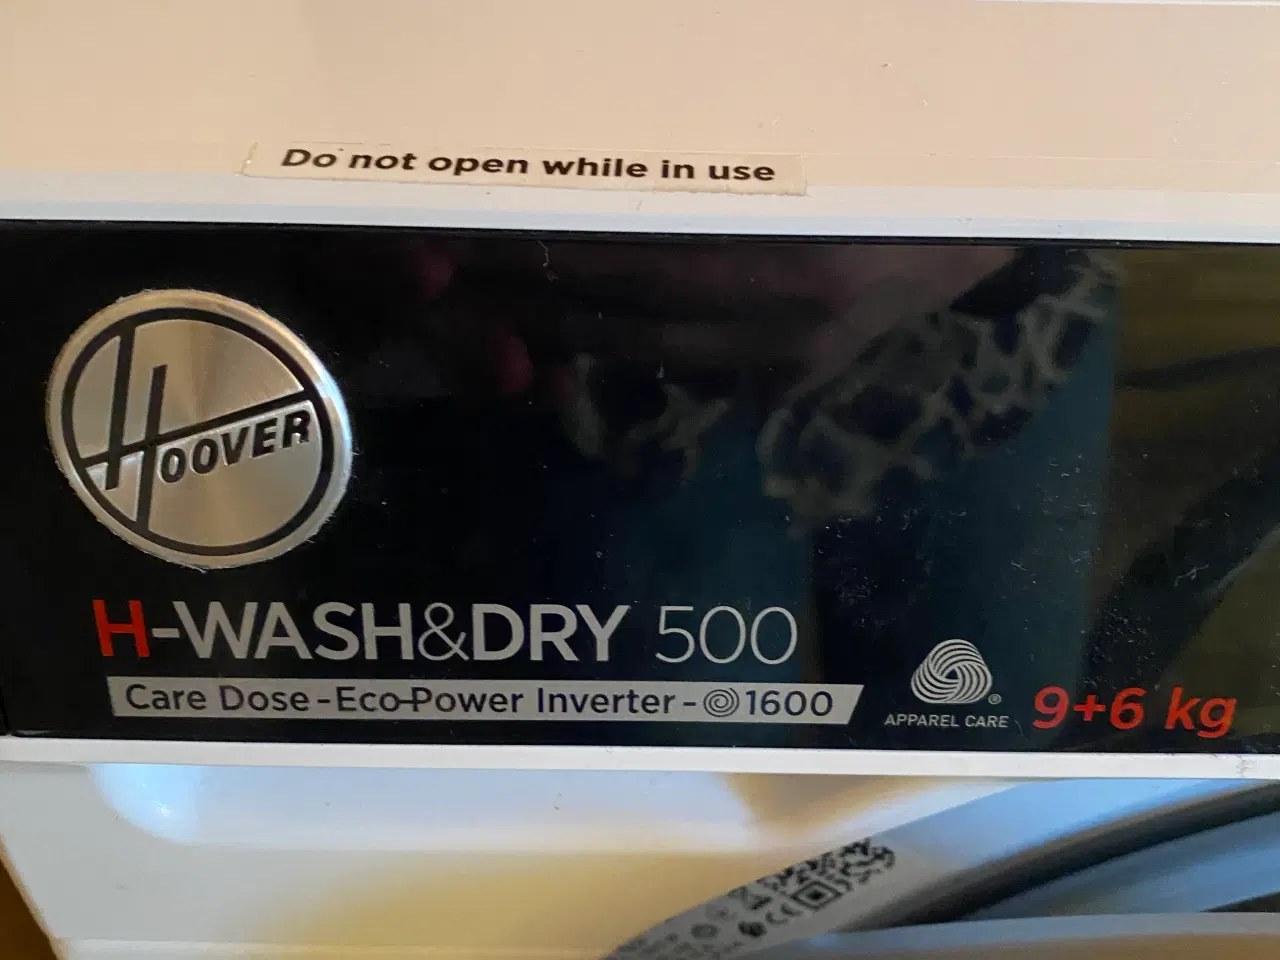 Do not open while in use
HOOVER
H-WASH&DRY 500
Care Dose-Eco-Power Inverter-1600
APPAREL CARE
9+6 kg